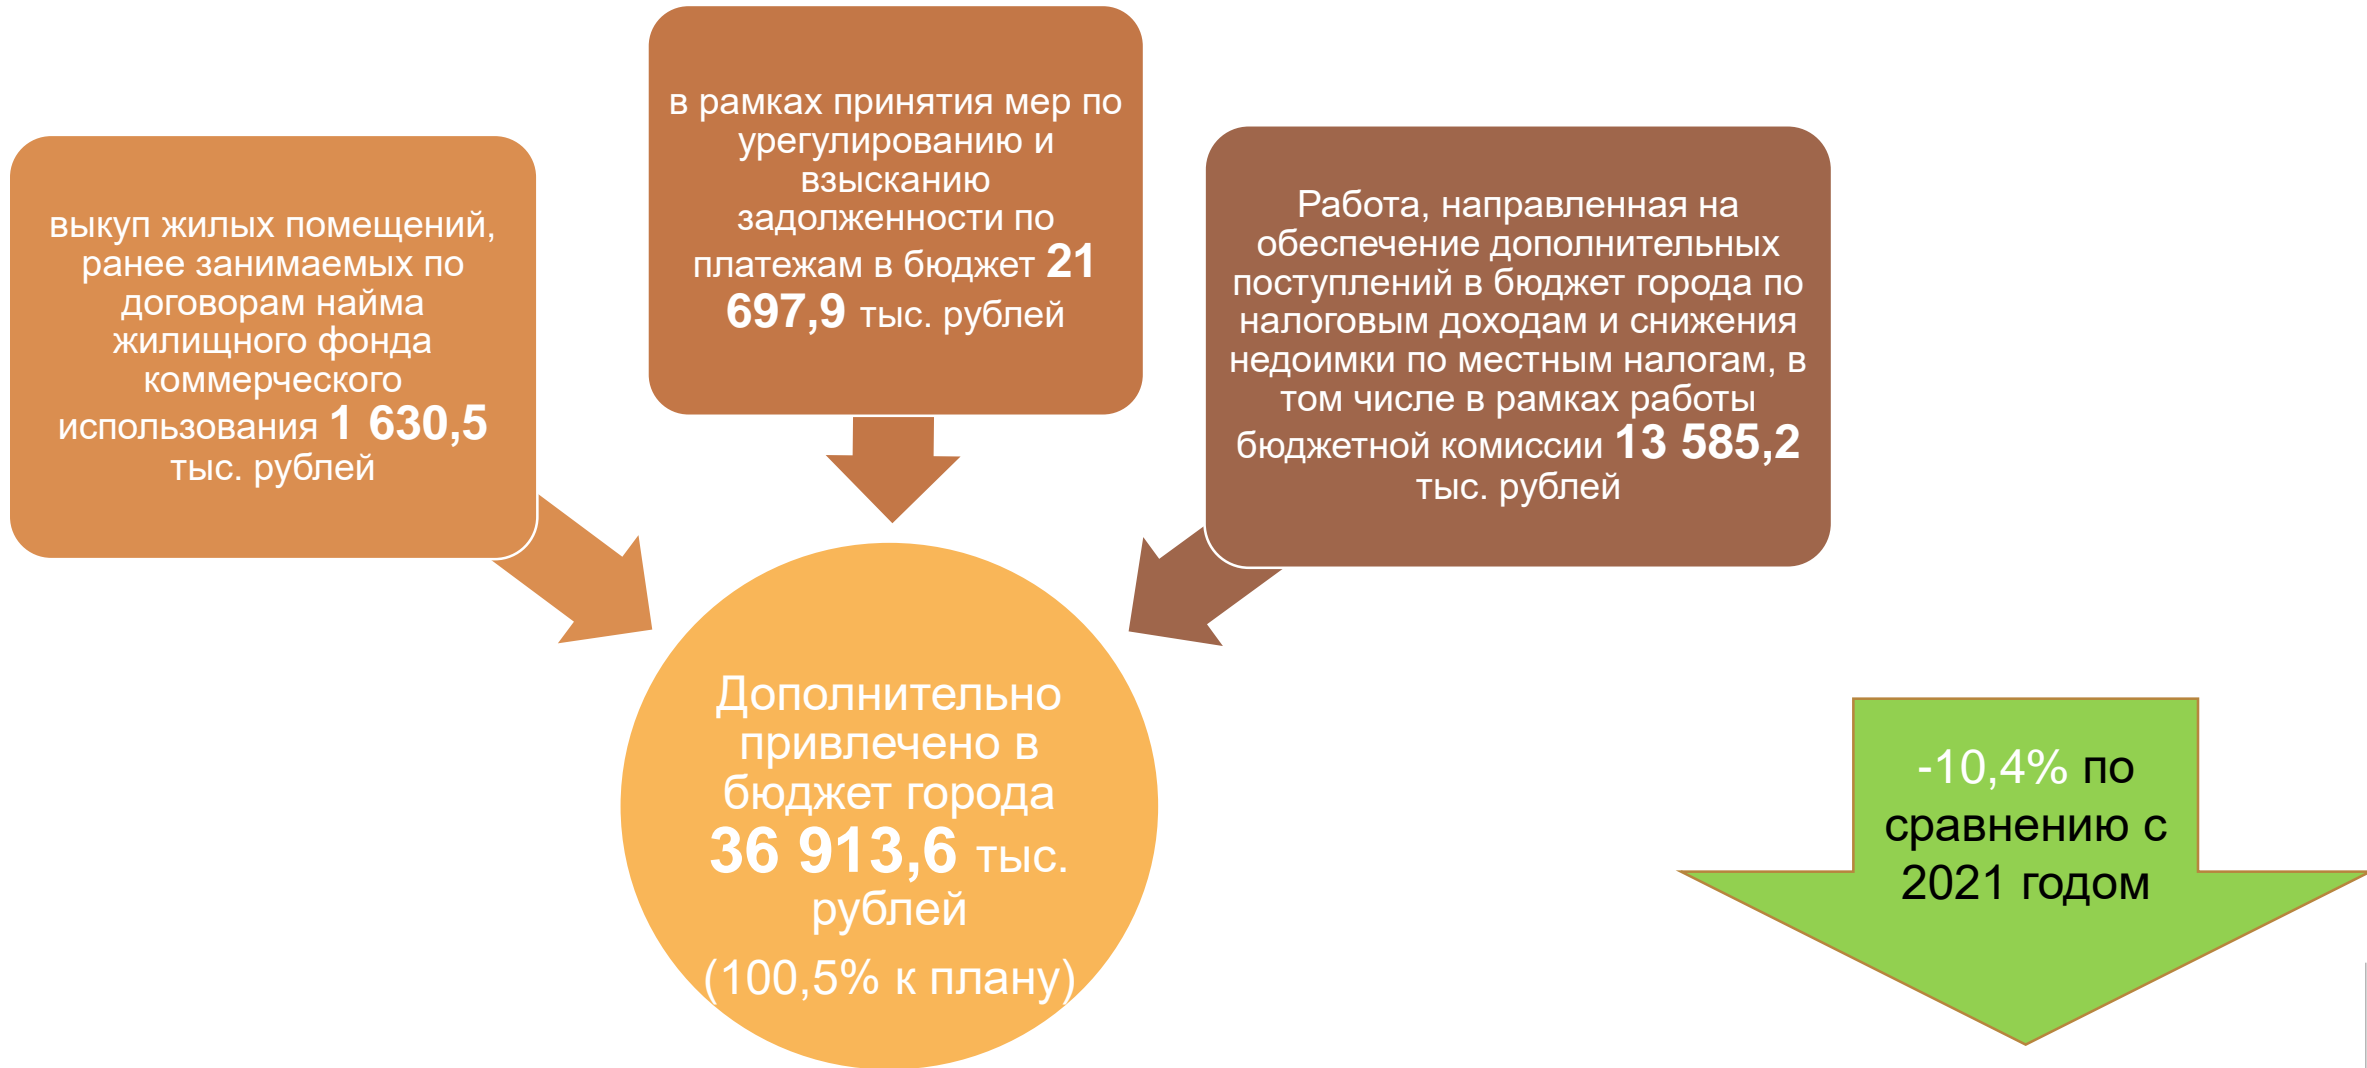 выкуп жилых помещений,
ранее занимаемых по
договорам найма
жилищного фонда
коммерческого
использования 1 630,5
тыс. рублей
в рамках принятия мер по
урегулированию и
взысканию
задолженности по
платежам в бюджет 21
697,9 тыс. рублей
Работа, направленная на
обеспечение дополнительных
поступлений в бюджет города по
налоговым доходам и снижения
недоимки по местным налогам, в
том числе в рамках работы
бюджетной комиссии 13 585,2
тыс. рублей
Дополнительно
привлечено в
бюджет города
36 913,6 тыс.
рублей
(100,5% к плану)
-10,4% по
сравнению с
2021 годом